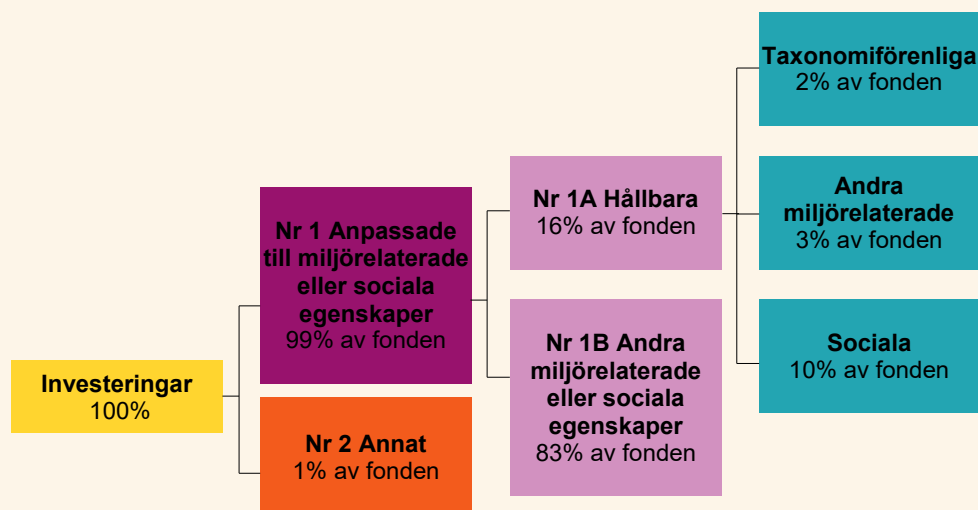 Investeringar
100%
Nr 1 Anpassade
till miljörelaterade
eller sociala
egenskaper
99% av fonden
Nr 2 Annat
1% av fonden
Nr 1A Hållbara
16% av fonden
Nr 1B Andra
miljörelaterade
eller sociala
egenskaper
83% av fonden
Taxonomiförenliga
2% av fonden
Andra
miljörelaterade
3% av fonden
Sociala
10% av fonden